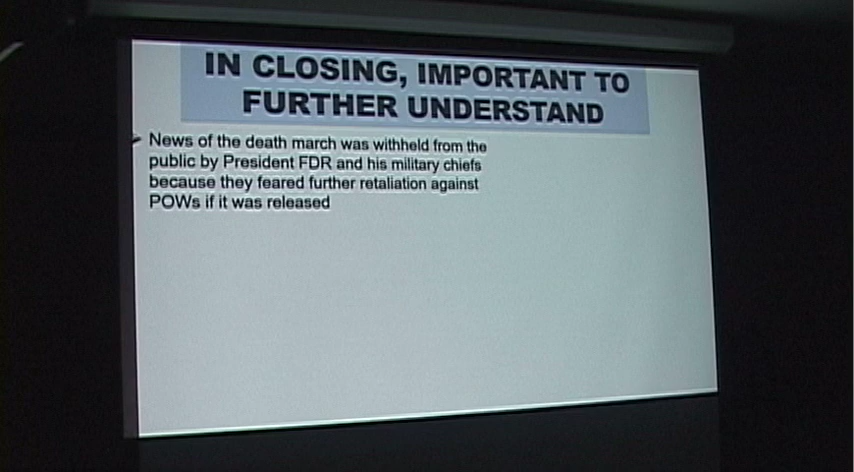 IN CLOSING, IMPORTANT TO
FURTHER UNDERSTAND
News of the death march was withheld from the
public by President FDR and his military chiefs
because they feared further retaliation against
POWs if it was released